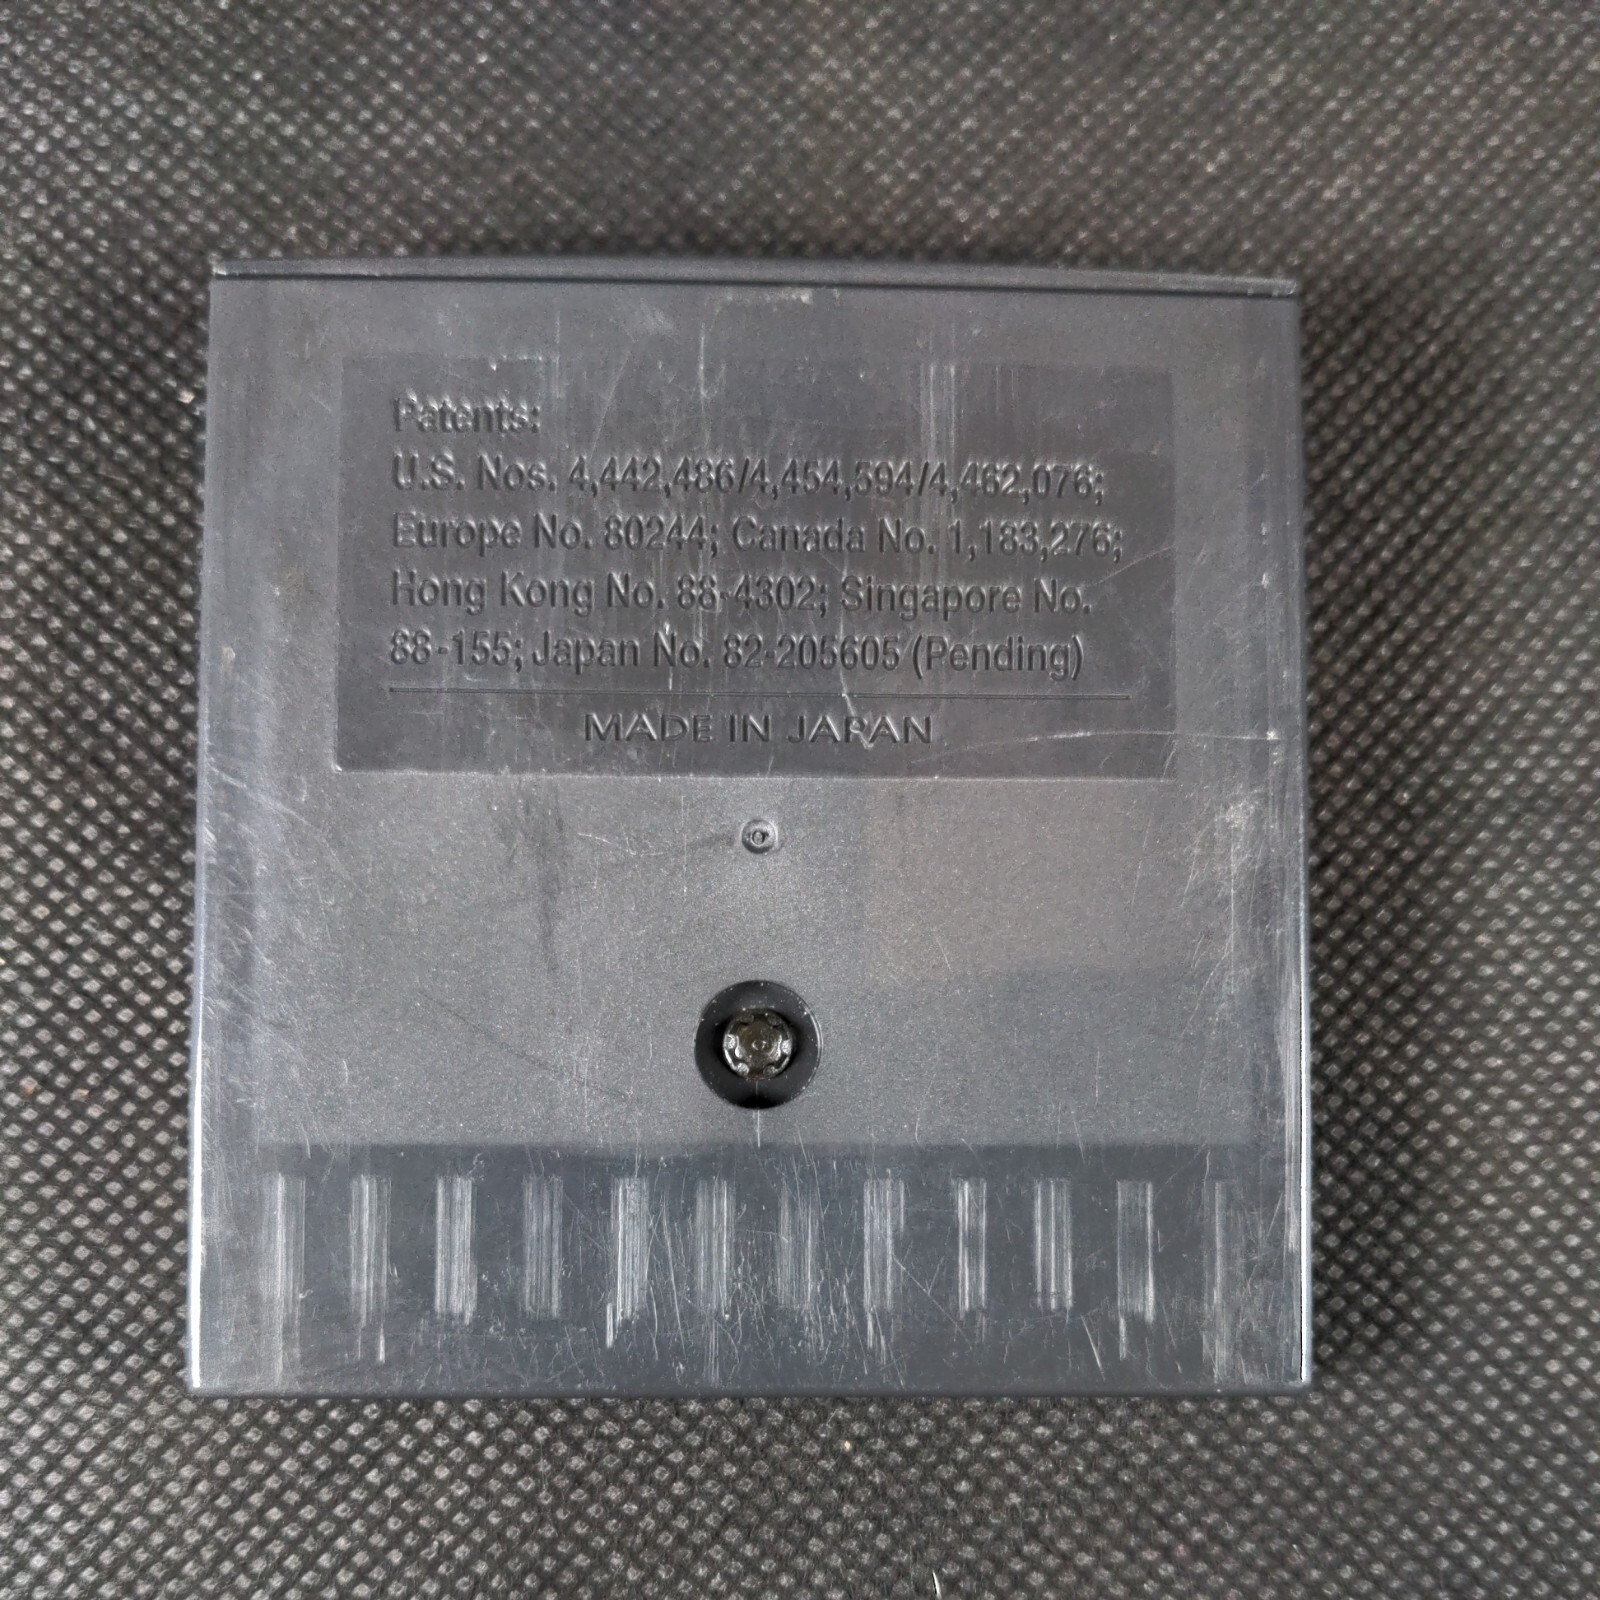 Patents:
U.S. Nos. 4,442,486/4,454,594/4,462,076;
Europe No. 80244; Canada No. 1,183,276;
Hong Kong No. 88-4302; Singapore No.
88-155; Japan No. 82-205605 (Pending)
MADE IN JAPAN